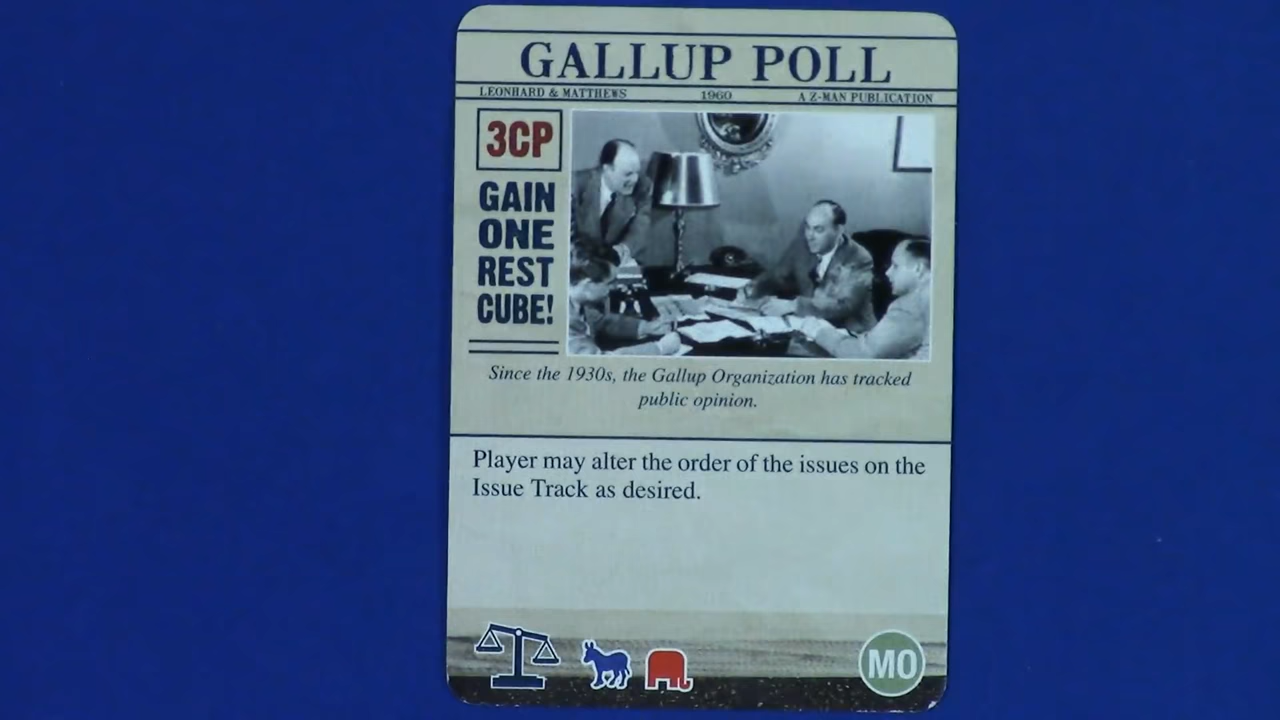 GALLUP POLL
LEONHARD & MATTHEWS 1960 A Z-MAN PUBLICATION
3CP
GAIN
ONE
REST
CUBE!
Since the 1930s, the Gallup Organization has tracked
public opinion.
Player may alter the order of the issues on the
Issue Track as desired.
MO